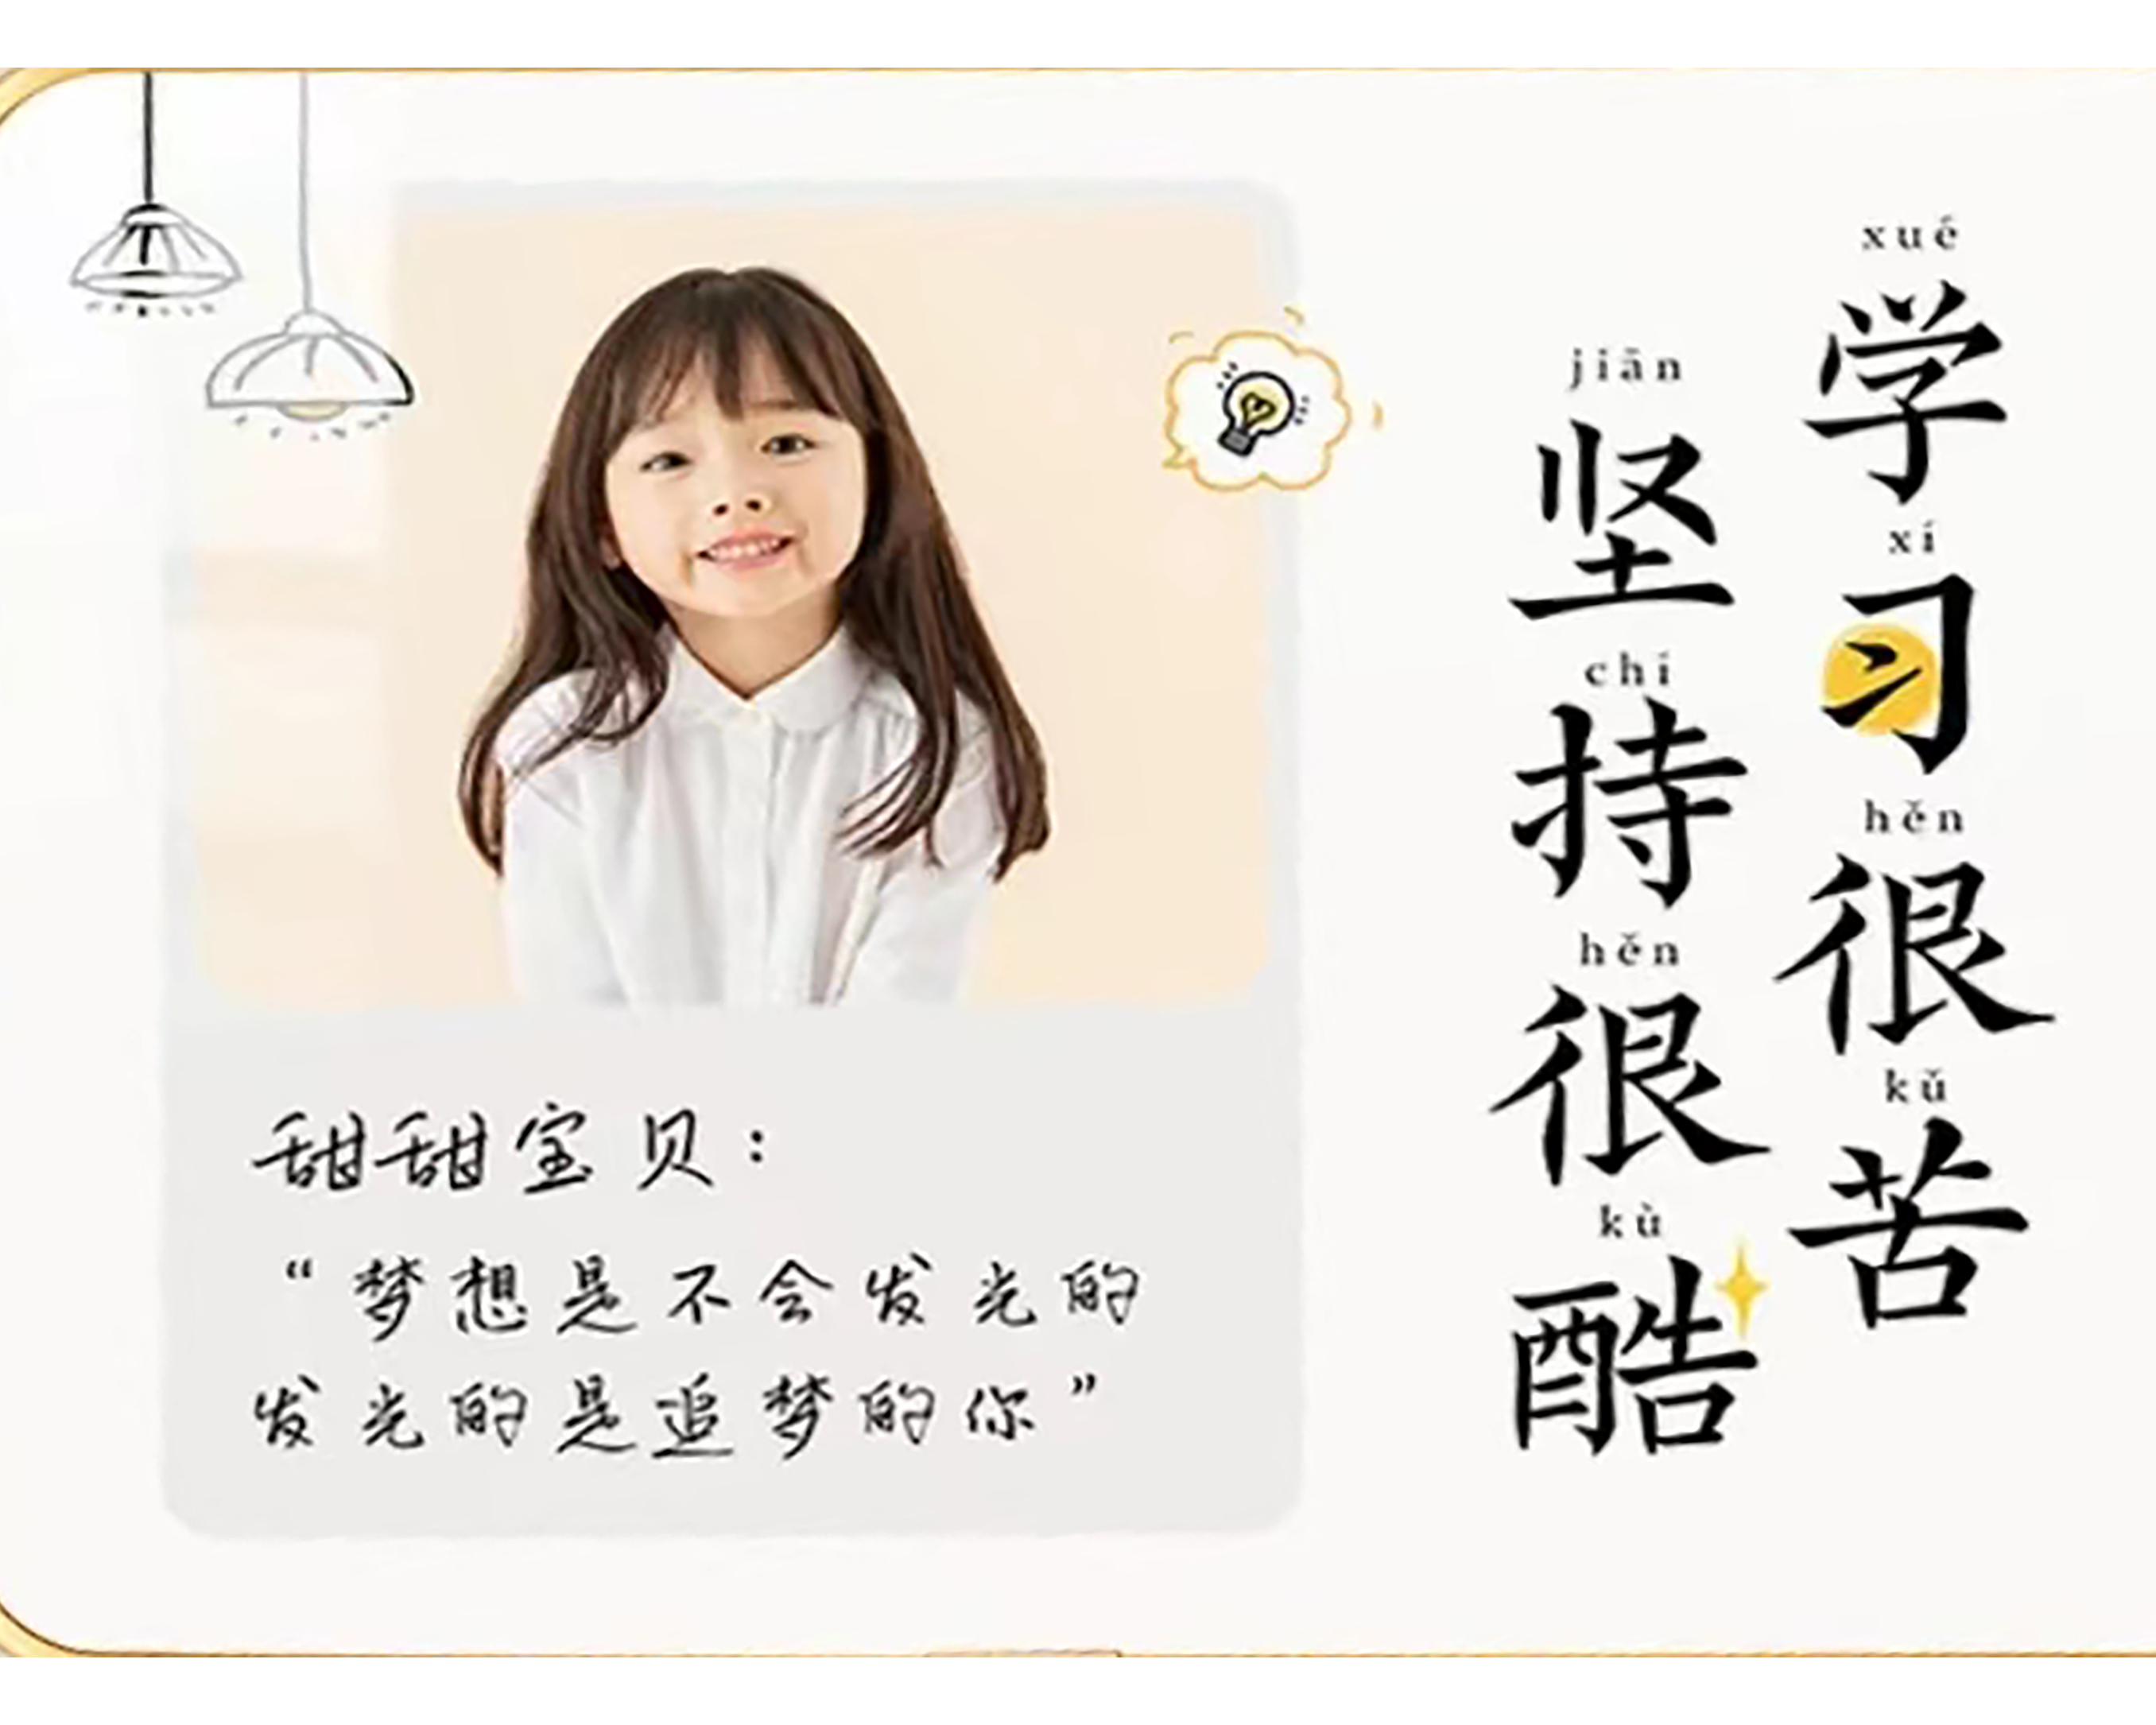 甜甜宝贝：
“梦想是不会发光的
发光的是追梦的你”
xué xí hěn kǔ
学习很苦
jiān chí hěn kù
坚持很酷